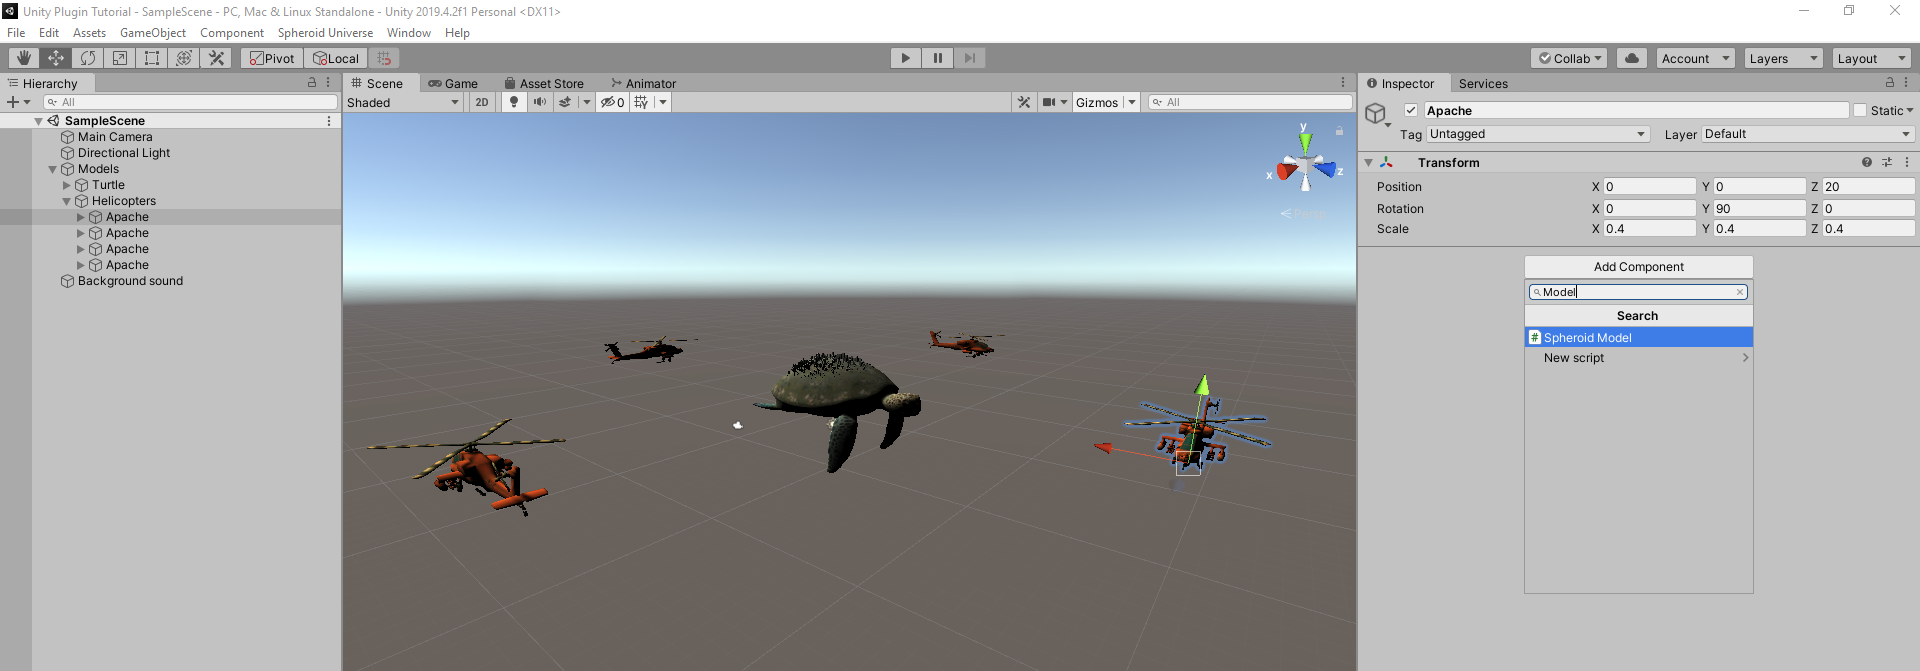 Unity Plugin Tutorial - SampleScene - PC, Mac & Linux Standalone - Unity 2019.4.2f1 Personal <DX11>
File Edit Assets GameObject Component Spheroid Universe Window Help
Pivot Local Collab Account Layers Layout
Hierarchy
All
SampleScene
Main Camera
Directional Light
Models
Turtle
Helicopters
Apache
Apache
Apache
Apache
Background sound
Scene Game Asset Store Animator
Shaded 2D 0 Gizmos All
y
x z
Persp
Inspector Services
Apache Static
Tag Untagged Layer Default
Transform
Position X 0 Y 0 Z 20
Rotation X 0 Y 90 Z 0
Scale X 0.4 Y 0.4 Z 0.4
Add Component
Model
Search
# Spheroid Model
New script